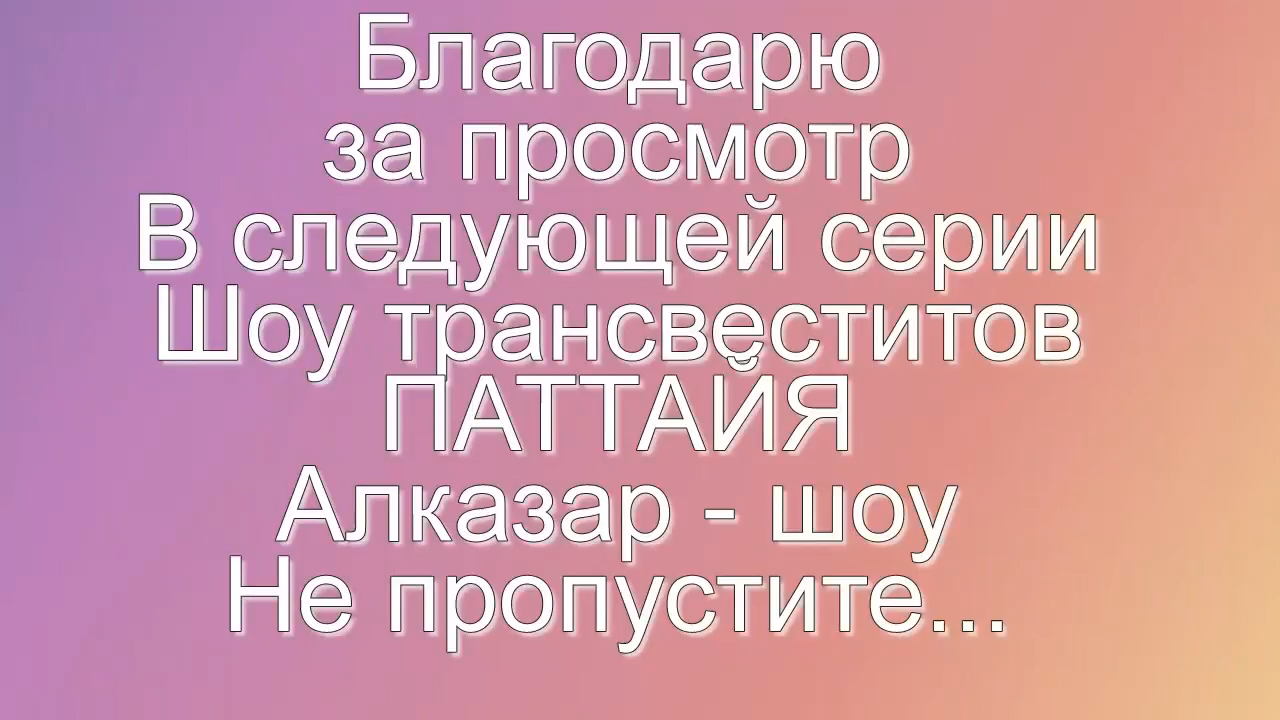 Благодарю
за просмотр
В следующей серии
Шоу трансвеститов
ПАТТАЙЯ
Алказар - шоу
Не пропустите...